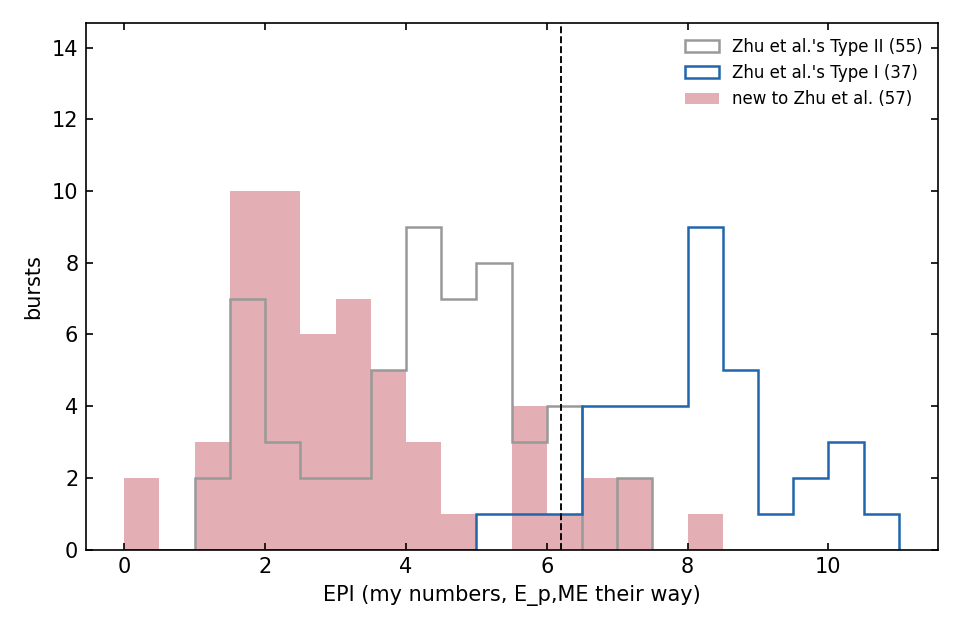 14
12
10
8
6
4
2
0
bursts
Zhu et al.'s Type II (55)
Zhu et al.'s Type I (37)
new to Zhu et al. (57)
0 2 4 6 8 10
EPI (my numbers, E_p,ME their way)